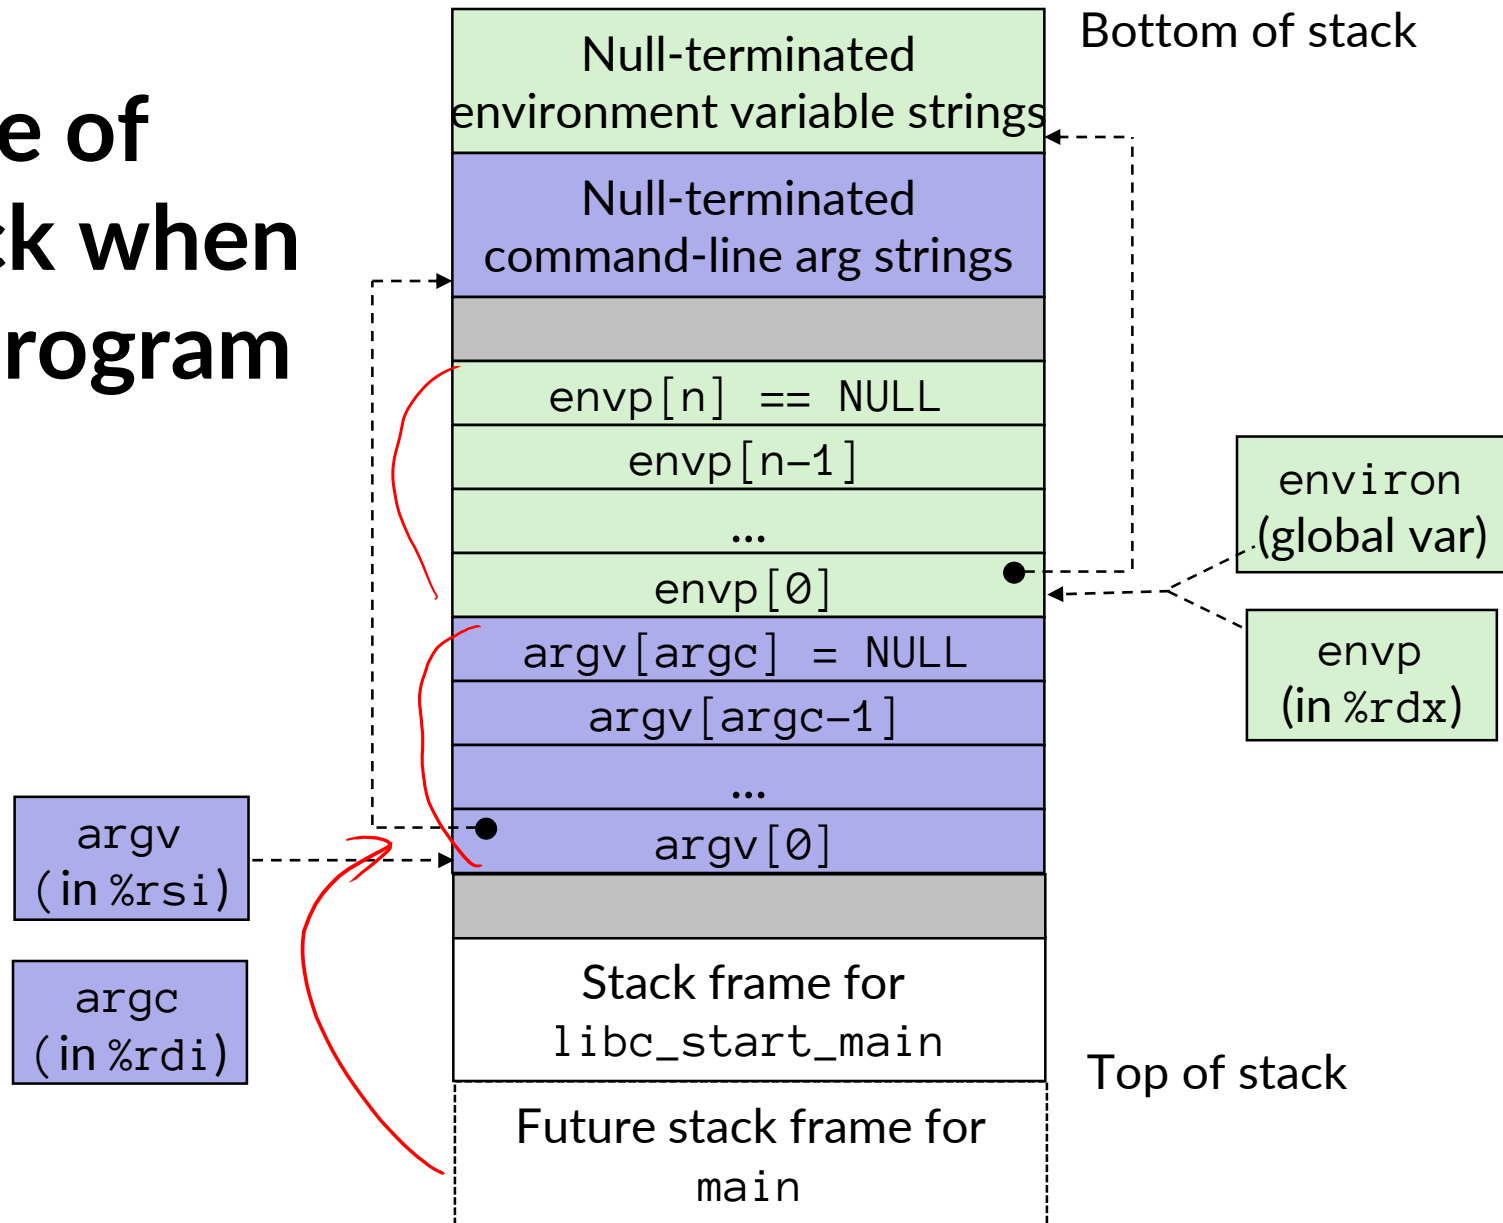 e of
ck when
rogram
Bottom of stack
Null-terminated
environment variable strings
Null-terminated
command-line arg strings
envp[n] == NULL
envp[n-1]
...
envp[0]
environ
(global var)
envp
(in %rdx)
argv[argc] = NULL
argv[argc-1]
...
argv[0]
argv
(in %rsi)
argc
(in %rdi)
Stack frame for
libc_start_main
Top of stack
Future stack frame for
main